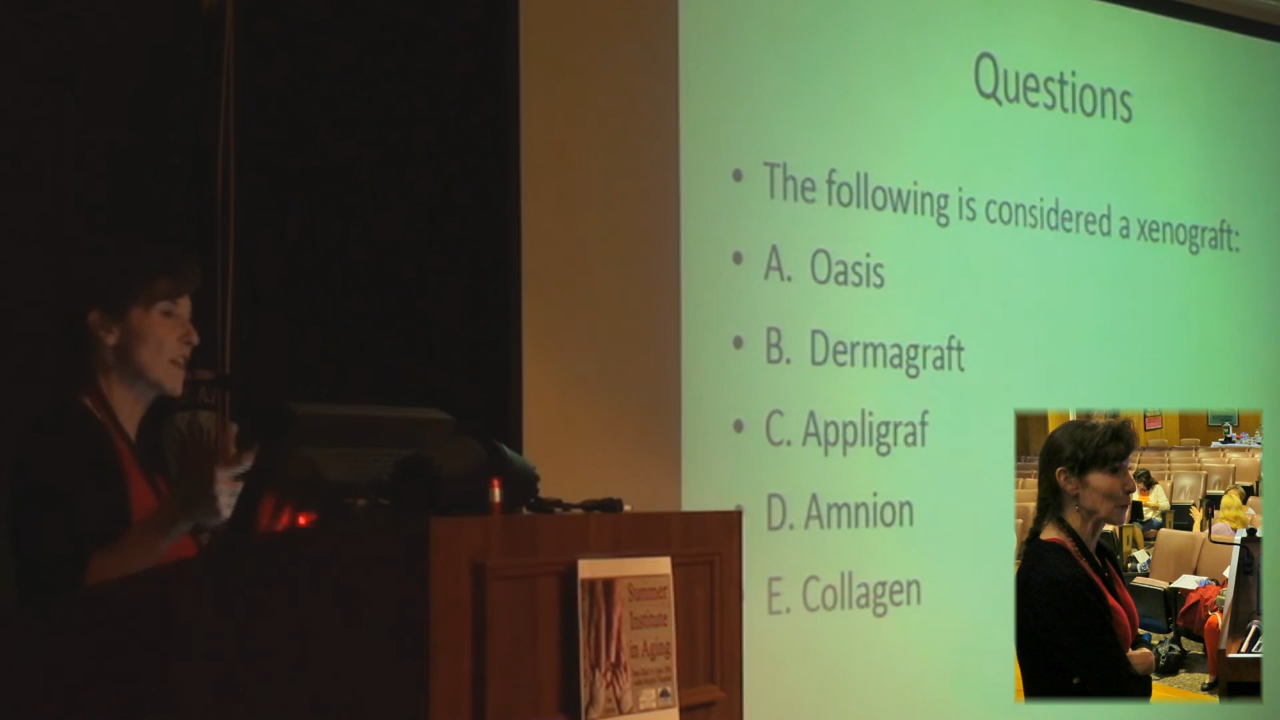 Questions
• The following is considered a xenograft:
• A. Oasis
• B. Dermagraft
• C. Appligraf
D. Amnion
E. Collagen
Summer
Institute
in Aging